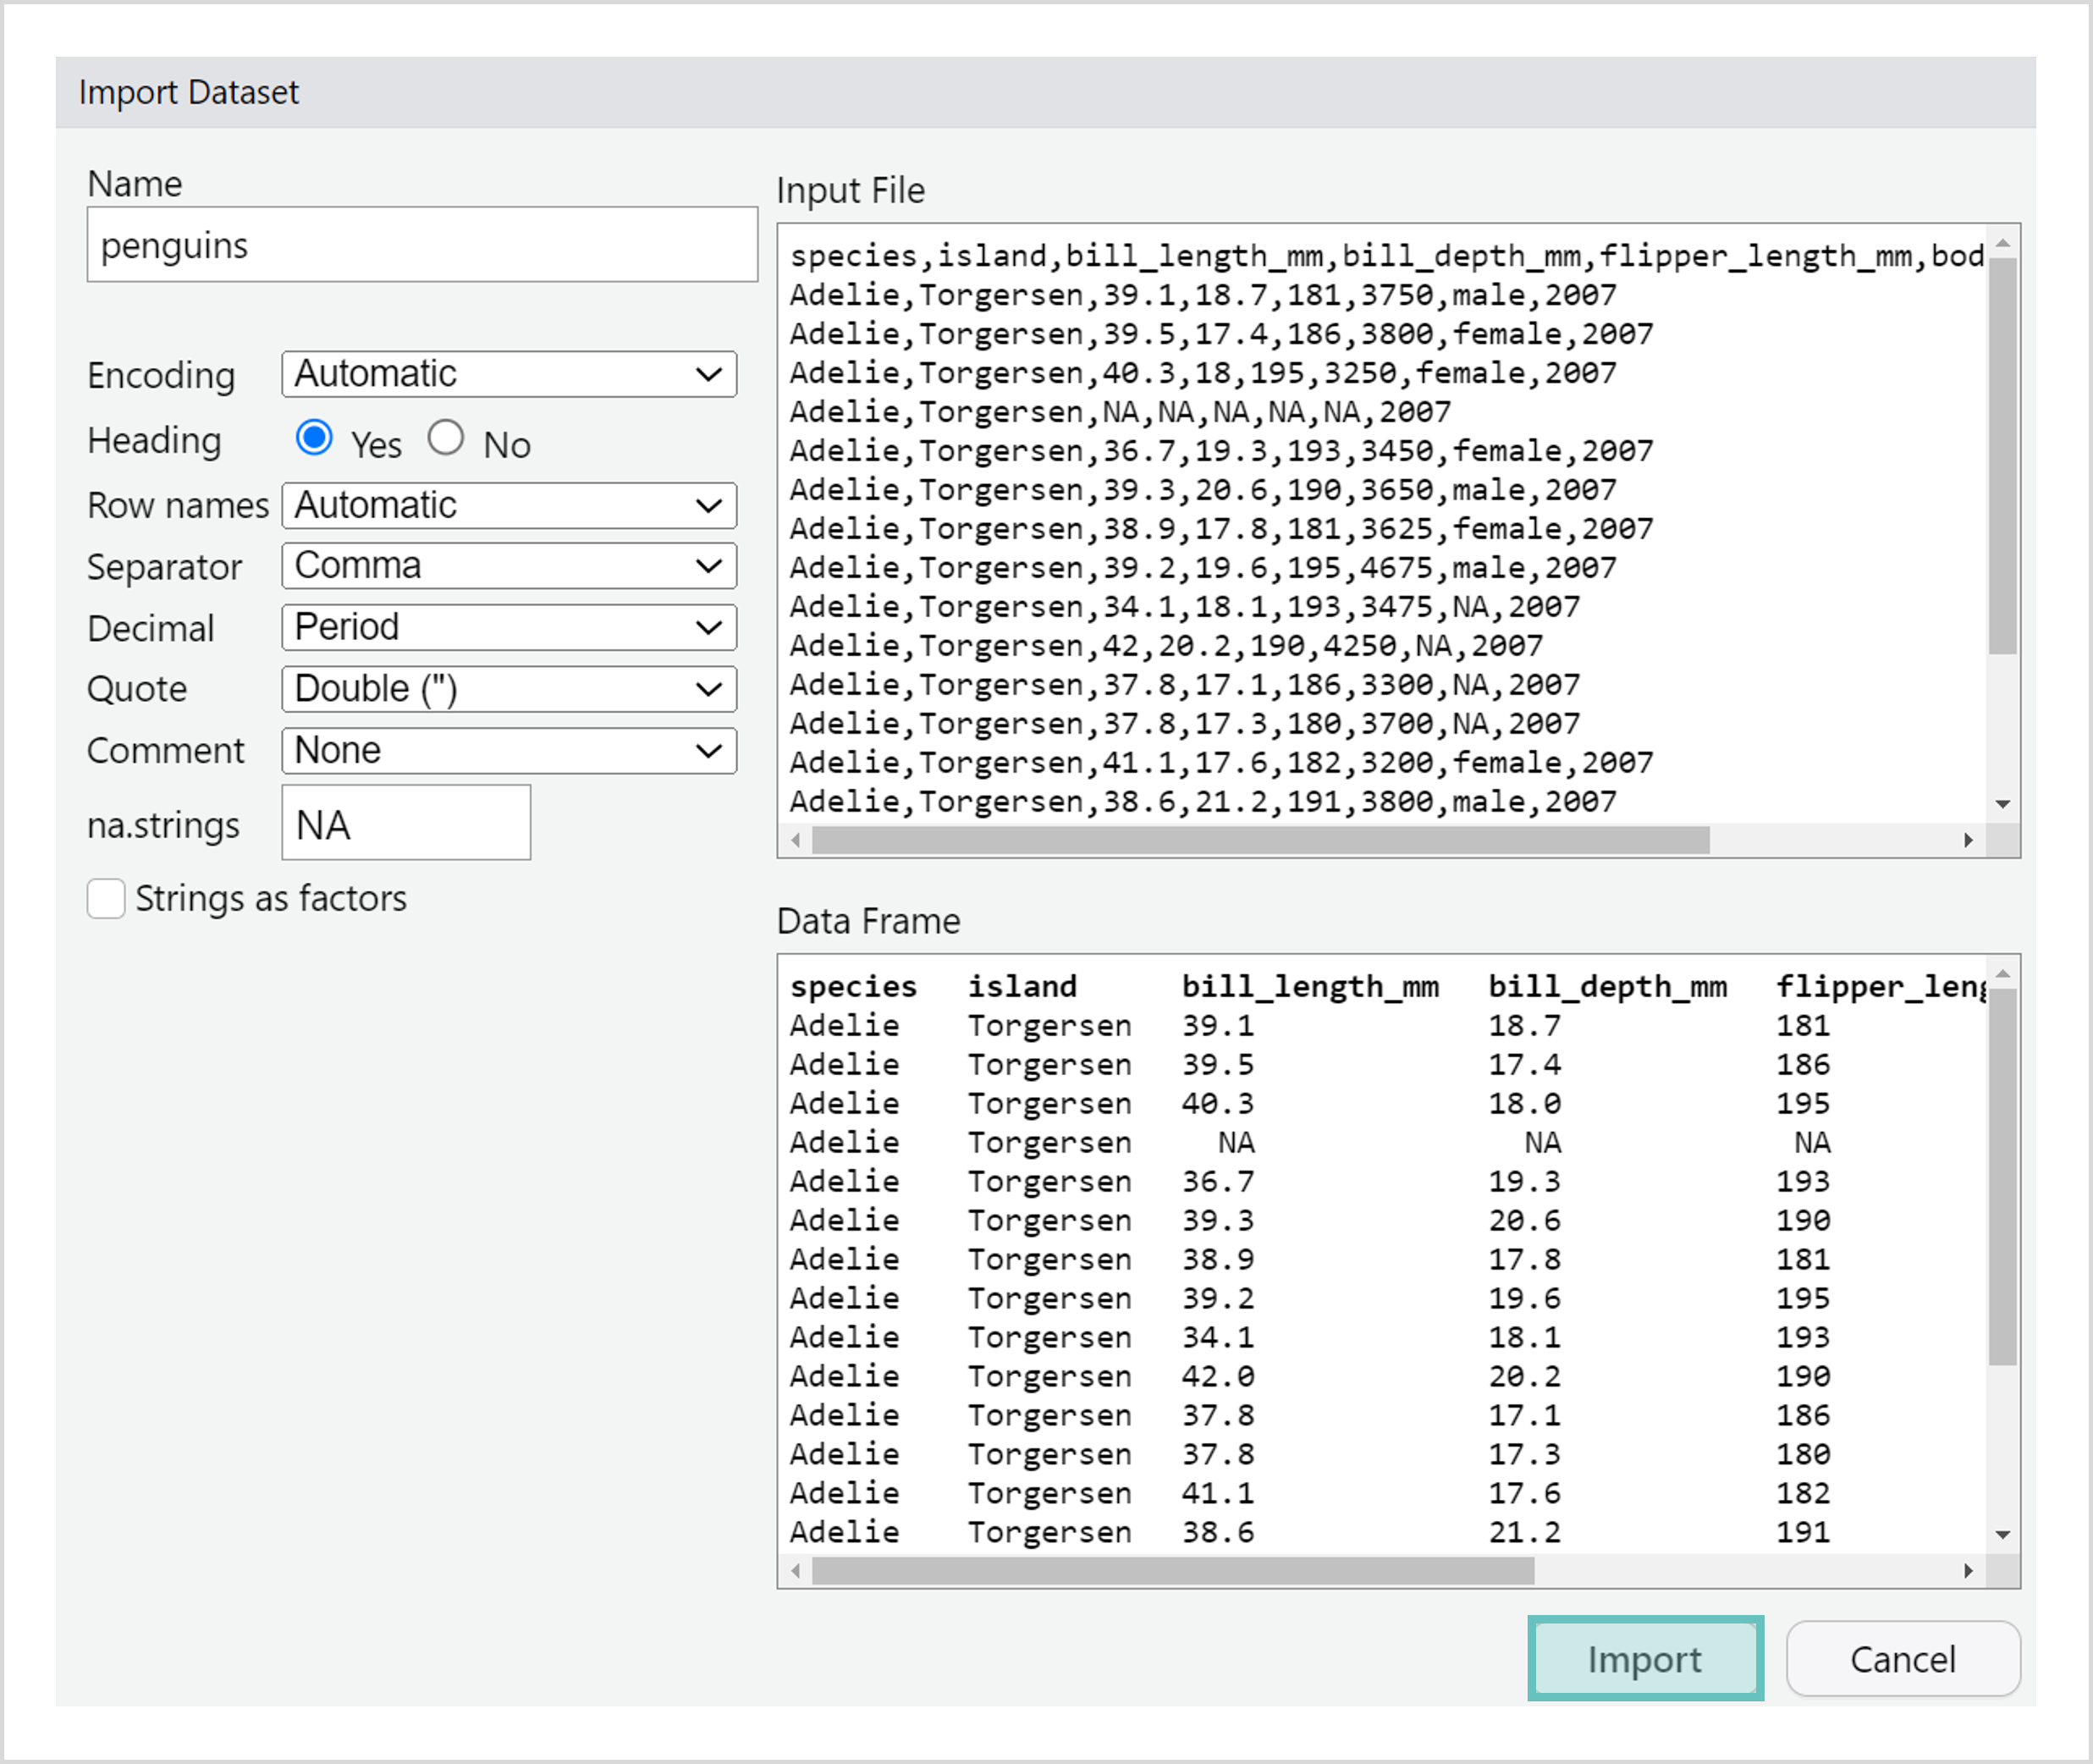 Import Dataset
Name
penguins
Encoding Automatic
Heading Yes No
Row names Automatic
Separator Comma
Decimal Period
Quote Double (")
Comment None
na.strings NA
Strings as factors
Input File
species,island,bill_length_mm,bill_depth_mm,flipper_length_mm,bod
Adelie,Torgersen,39.1,18.7,181,3750,male,2007
Adelie,Torgersen,39.5,17.4,186,3800,female,2007
Adelie,Torgersen,40.3,18,195,3250,female,2007
Adelie,Torgersen,NA,NA,NA,NA,NA,2007
Adelie,Torgersen,36.7,19.3,193,3450,female,2007
Adelie,Torgersen,39.3,20.6,190,3650,male,2007
Adelie,Torgersen,38.9,17.8,181,3625,female,2007
Adelie,Torgersen,39.2,19.6,195,4675,male,2007
Adelie,Torgersen,34.1,18.1,193,3475,NA,2007
Adelie,Torgersen,42,20.2,190,4250,NA,2007
Adelie,Torgersen,37.8,17.1,186,3300,NA,2007
Adelie,Torgersen,37.8,17.3,180,3700,NA,2007
Adelie,Torgersen,41.1,17.6,182,3200,female,2007
Adelie,Torgersen,38.6,21.2,191,3800,male,2007
Data Frame
species island bill_length_mm bill_depth_mm flipper_leng
Adelie Torgersen 39.1 18.7 181
Adelie Torgersen 39.5 17.4 186
Adelie Torgersen 40.3 18.0 195
Adelie Torgersen NA NA NA
Adelie Torgersen 36.7 19.3 193
Adelie Torgersen 39.3 20.6 190
Adelie Torgersen 38.9 17.8 181
Adelie Torgersen 39.2 19.6 195
Adelie Torgersen 34.1 18.1 193
Adelie Torgersen 42.0 20.2 190
Adelie Torgersen 37.8 17.1 186
Adelie Torgersen 37.8 17.3 180
Adelie Torgersen 41.1 17.6 182
Adelie Torgersen 38.6 21.2 191
Import Cancel